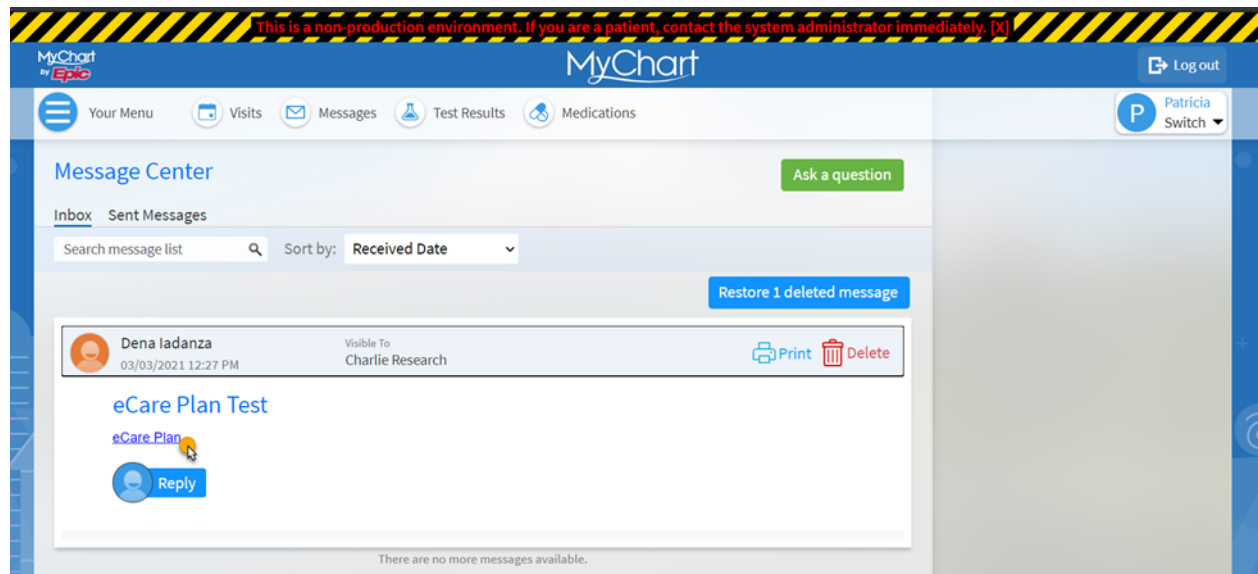 This is a non-production environment. If you are a patient, contact the system administrator immediately. [X]
MyChart
by Epic
MyChart
Log out
Your Menu Visits Messages Test Results Medications
P Patricia
Switch
Message Center
Ask a question
Inbox Sent Messages
Search message list Sort by: Received Date
Restore 1 deleted message
Dena Iadanza Visible To
03/03/2021 12:27 PM Charlie Research
Print Delete
eCare Plan Test
eCare Plan
Reply
There are no more messages available.